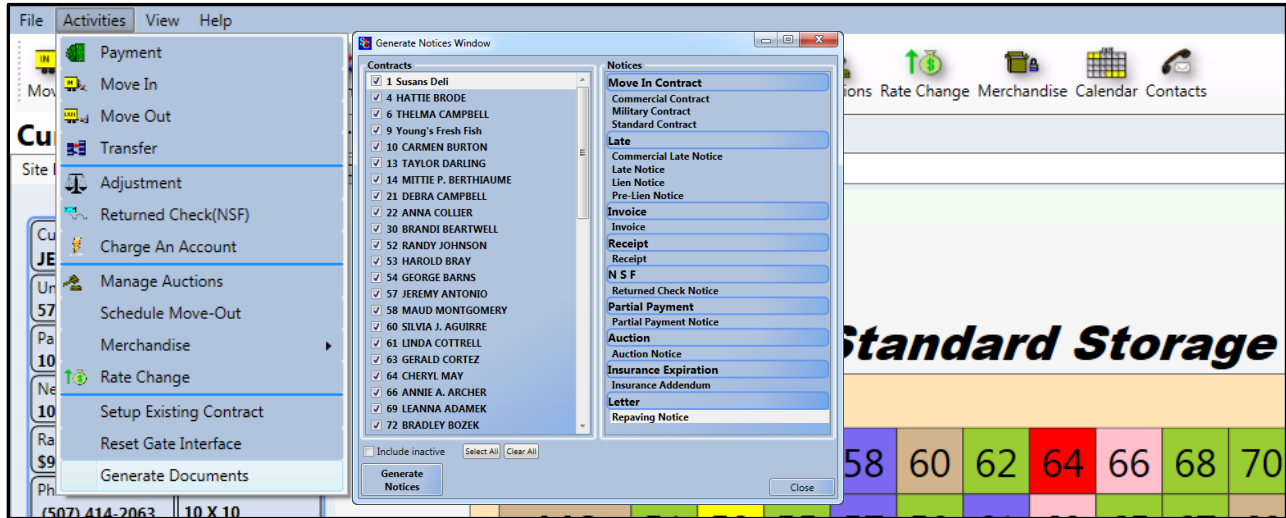 File Activities View Help
Payment
Move In
Move Out
Transfer
Adjustment
Returned Check(NSF)
Charge An Account
Manage Auctions
Schedule Move-Out
Merchandise
Rate Change
Setup Existing Contract
Reset Gate Interface
Generate Documents
Generate Notices Window
Contracts
1 Susans Deli
4 HATTIE BRODE
6 THELMA CAMPBELL
9 Young's Fresh Fish
10 CARMEN BURTON
13 TAYLOR DARLING
14 MITTIE P. BERTHIAUME
21 DEBRA CAMPBELL
22 ANNA COLLIER
30 BRANDI BEARTWELL
52 RANDY JOHNSON
53 HAROLD BRAY
54 GEORGE BARNS
57 JEREMY ANTONIO
58 MAUD MONTGOMERY
60 SILVIA J. AGUIRRE
61 LINDA COTTRELL
63 GERALD CORTEZ
64 CHERYL MAY
66 ANNIE A. ARCHER
69 LEANNA ADAMEK
72 BRADLEY BOZEK
Include inactive Select All Clear All
Generate
Notices
Notices
Move In Contract
Commercial Contract
Military Contract
Standard Contract
Late
Commercial Late Notice
Late Notice
Lien Notice
Pre-Lien Notice
Invoice
Invoice
Receipt
Receipt
N S F
Returned Check Notice
Partial Payment
Partial Payment Notice
Auction
Auction Notice
Insurance Expiration
Insurance Addendum
Letter
Repaving Notice
Close
Rate Change Merchandise Calendar Contacts
Standard Storage
58 60 62 64 66 68 70
(507) 414-2063 10 X 10